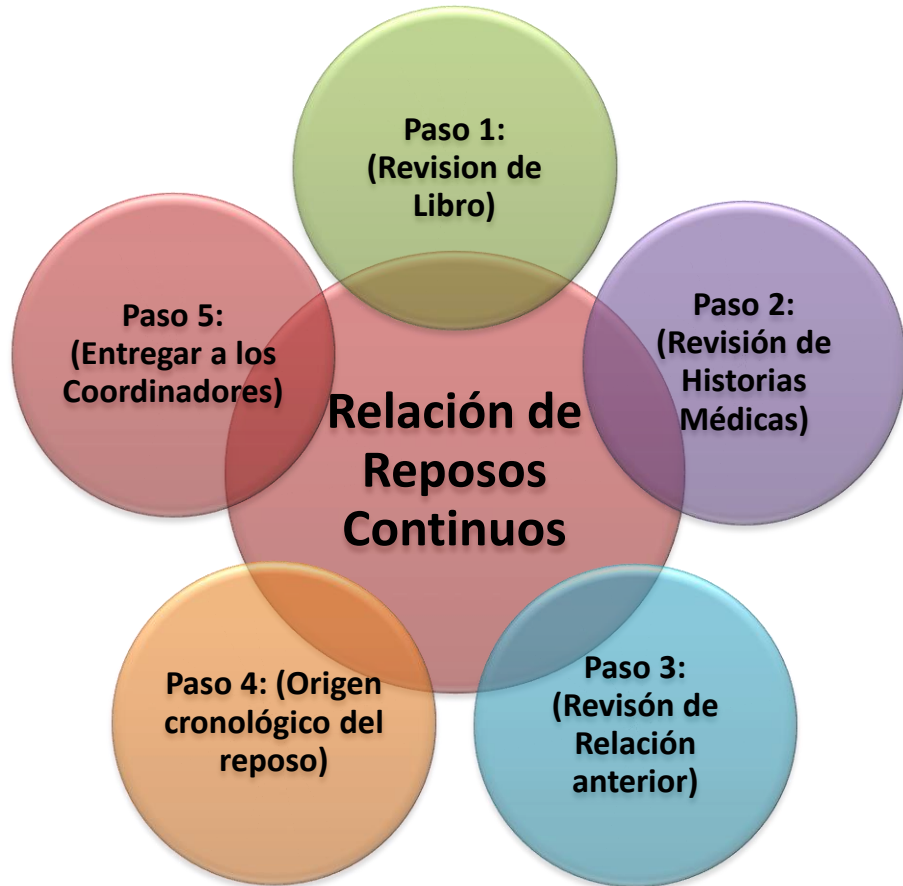 Paso 1:
(Revision de
Libro)
Paso 2:
(Revisión de
Historias
Médicas)
Paso 3:
(Revisón de
Relación
anterior)
Paso 4: (Origen
cronológico del
reposo)
Paso 5:
(Entregar a los
Coordinadores)
Relación de
Reposos
Continuos